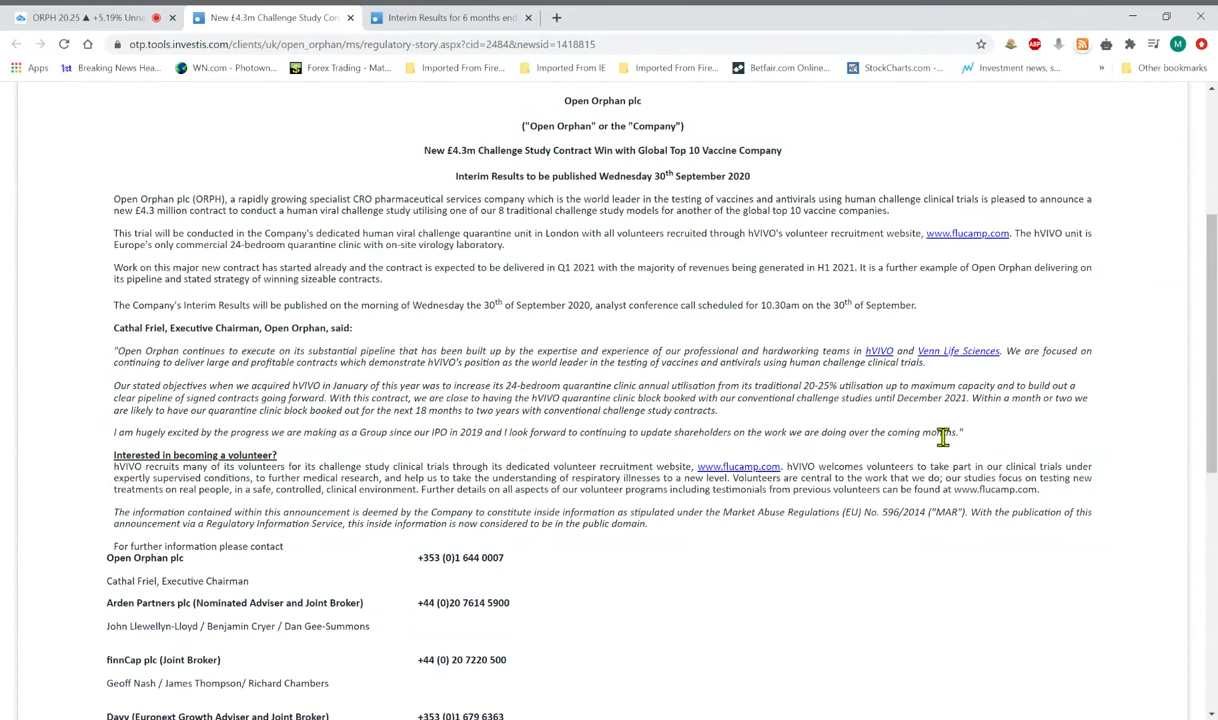 ORPH 20.25 ▲ +5.19% Unna
New £4.3m Challenge Study Con
Interim Results for 6 months end
otp.tools.investis.com/clients/uk/open_orphan/rns/regulatory-story.aspx?cid=2484&newsid=1418815
ABP
M
Apps
1st Breaking News Hea...
WN.com - Photown...
Forex Trading - Mat...
Imported From Fire...
Imported From IE
Imported From Fire...
Betfair.com Online...
StockCharts.com -...
Investment news, s...
»
Other bookmarks
Open Orphan plc
("Open Orphan" or the "Company")
New £4.3m Challenge Study Contract Win with Global Top 10 Vaccine Company
Interim Results to be published Wednesday 30th September 2020
Open Orphan plc (ORPH), a rapidly growing specialist CRO pharmaceutical services company which is the world leader in the testing of vaccines and antivirals using human challenge clinical trials is pleased to announce a
new £4.3 million contract to conduct a human viral challenge study utilising one of our 8 traditional challenge study models for another of the global top 10 vaccine companies.
This trial will be conducted in the Company's dedicated human viral challenge quarantine unit in London with all volunteers recruited through hVIVO's volunteer recruitment website, www.flucamp.com. The hVIVO unit is
Europe's only commercial 24-bedroom quarantine clinic with on-site virology laboratory.
Work on this major new contract has started already and the contract is expected to be delivered in Q1 2021 with the majority of revenues being generated in H1 2021. It is a further example of Open Orphan delivering on
its pipeline and stated strategy of winning sizeable contracts.
The Company's Interim Results will be published on the morning of Wednesday the 30th of September 2020, analyst conference call scheduled for 10.30am on the 30th of September.
Cathal Friel, Executive Chairman, Open Orphan, said:
"Open Orphan continues to execute on its substantial pipeline that has been built up by the expertise and experience of our professional and hardworking teams in hVIVO and Venn Life Sciences. We are focused on
continuing to deliver large and profitable contracts which demonstrate hVIVO's position as the world leader in the testing of vaccines and antivirals using human challenge clinical trials.
Our stated objectives when we acquired hVIVO in January of this year was to increase its 24-bedroom quarantine clinic annual utilisation from its traditional 20-25% utilisation up to maximum capacity and to build out a
clear pipeline of signed contracts going forward. With this contract, we are close to having the hVIVO quarantine clinic block booked with our conventional challenge studies until December 2021. Within a month or two we
are likely to have our quarantine clinic block booked out for the next 18 months to two years with conventional challenge study contracts.
I am hugely excited by the progress we are making as a Group since our IPO in 2019 and I look forward to continuing to update shareholders on the work we are doing over the coming months."
Interested in becoming a volunteer?
hVIVO recruits many of its volunteers for its challenge study clinical trials through its dedicated volunteer recruitment website, www.flucamp.com. hVIVO welcomes volunteers to take part in our clinical trials under
expertly supervised conditions, to further medical research, and help us to take the understanding of respiratory illnesses to a new level. Volunteers are central to the work that we do; our studies focus on testing new
treatments on real people, in a safe, controlled, clinical environment. Further details on all aspects of our volunteer programs including testimonials from previous volunteers can be found at www.flucamp.com.
The information contained within this announcement is deemed by the Company to constitute inside information as stipulated under the Market Abuse Regulations (EU) No. 596/2014 ("MAR"). With the publication of this
announcement via a Regulatory Information Service, this inside information is now considered to be in the public domain.
For further information please contact
Open Orphan plc +353 (0)1 644 0007
Cathal Friel, Executive Chairman
Arden Partners plc (Nominated Adviser and Joint Broker) +44 (0)20 7614 5900
John Llewellyn-Lloyd / Benjamin Cryer / Dan Gee-Summons
finnCap plc (Joint Broker) +44 (0) 20 7220 500
Geoff Nash / James Thompson/ Richard Chambers
Davy (Euronext Growth Adviser and Joint Broker) +353 (0)1 679 6363